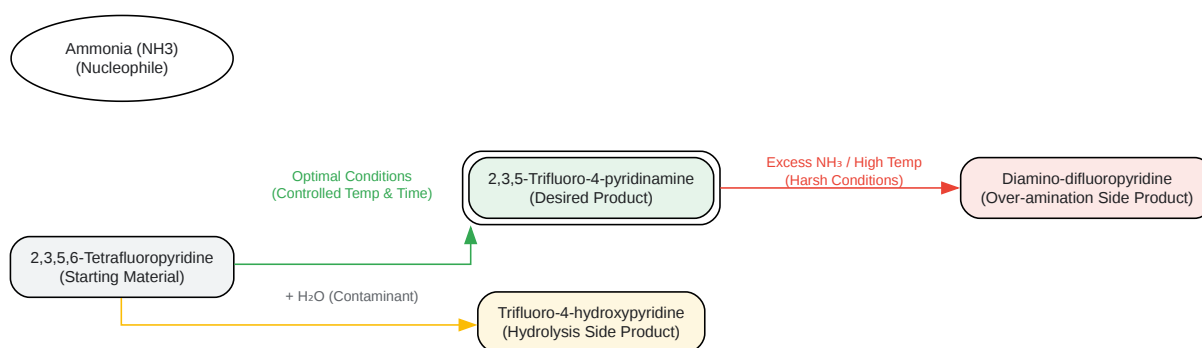 Ammonia (NH3)
(Nucleophile)
Optimal Conditions
(Controlled Temp & Time)
2,3,5-Trifluoro-4-pyridinamine
(Desired Product)
Excess NH₃ / High Temp
(Harsh Conditions)
Diamino-difluoropyridine
(Over-amination Side Product)
2,3,5,6-Tetrafluoropyridine
(Starting Material)
+ H₂O (Contaminant)
Trifluoro-4-hydroxypyridine
(Hydrolysis Side Product)